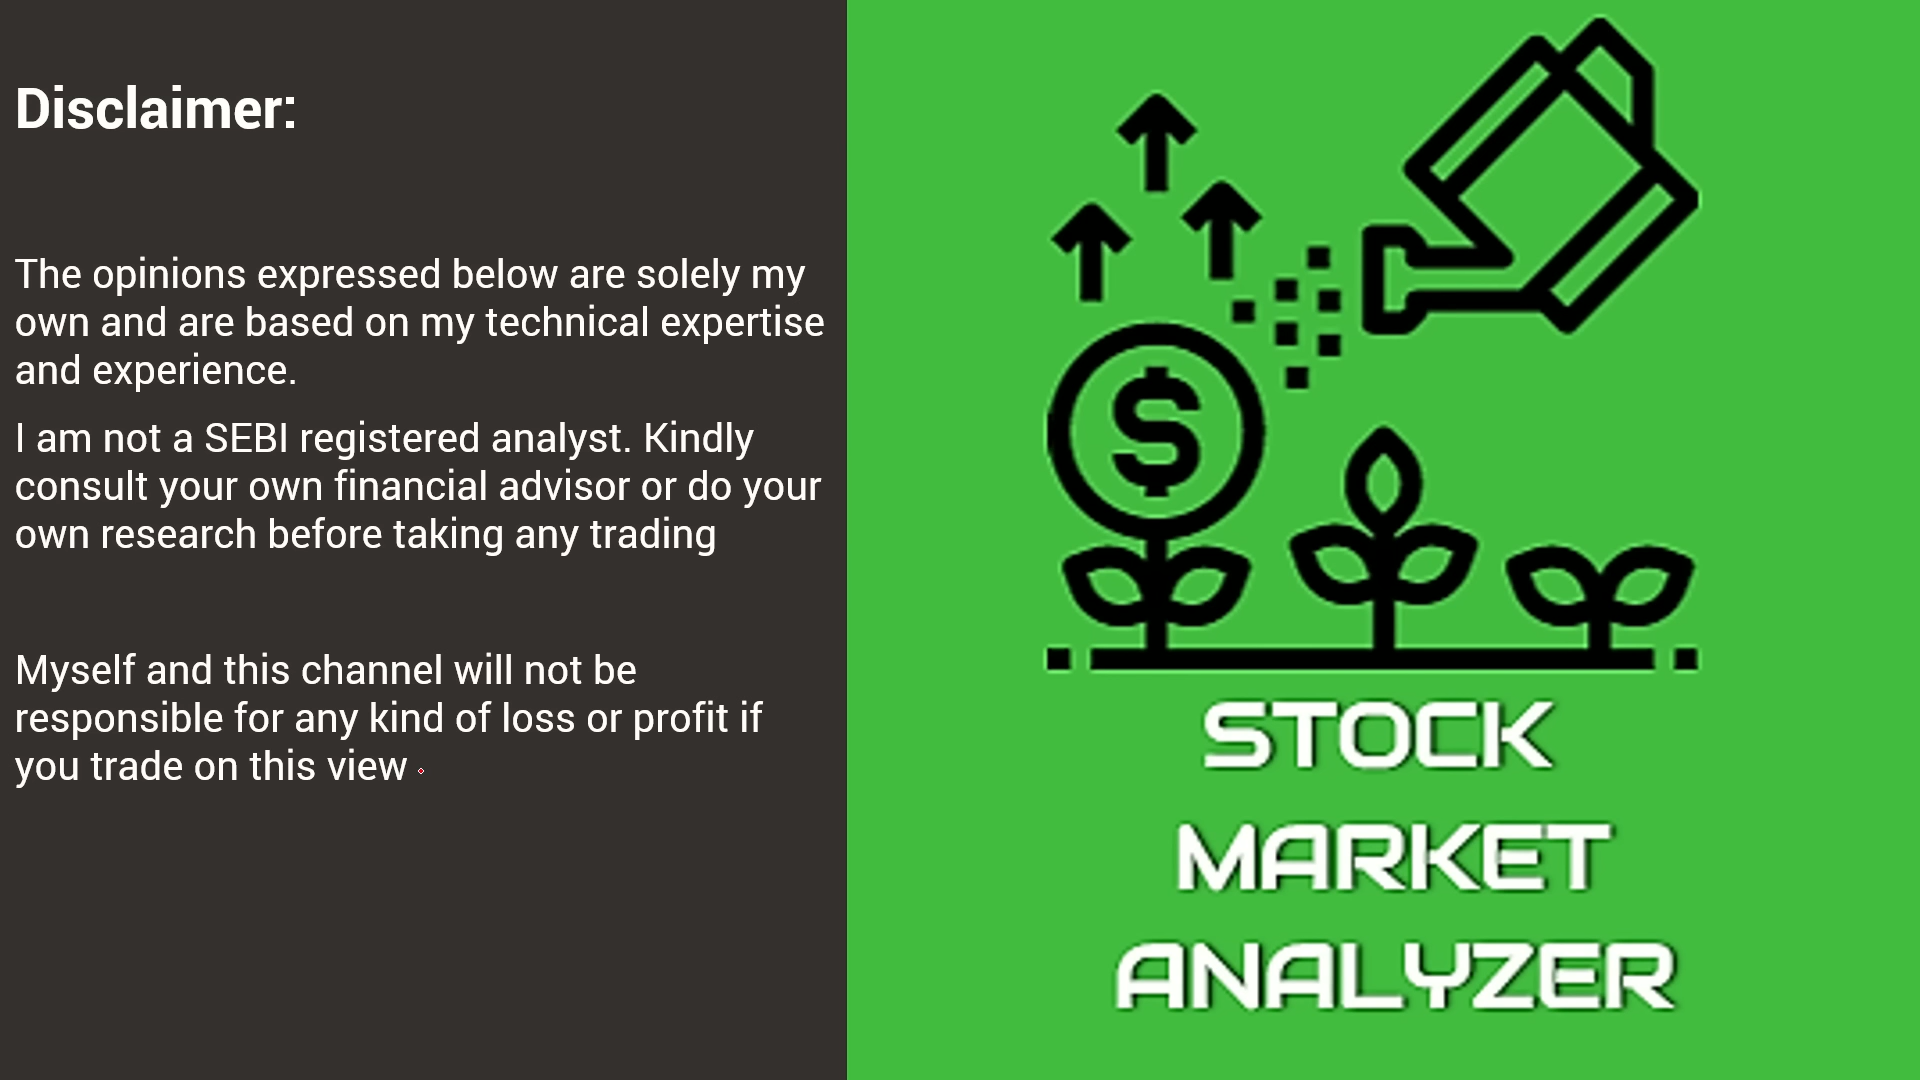 Disclaimer:
The opinions expressed below are solely my
own and are based on my technical expertise
and experience.
I am not a SEBI registered analyst. Kindly
consult your own financial advisor or do your
own research before taking any trading
Myself and this channel will not be
responsible for any kind of loss or profit if
you trade on this view
$
STOCK
MARKET
ANALYZER